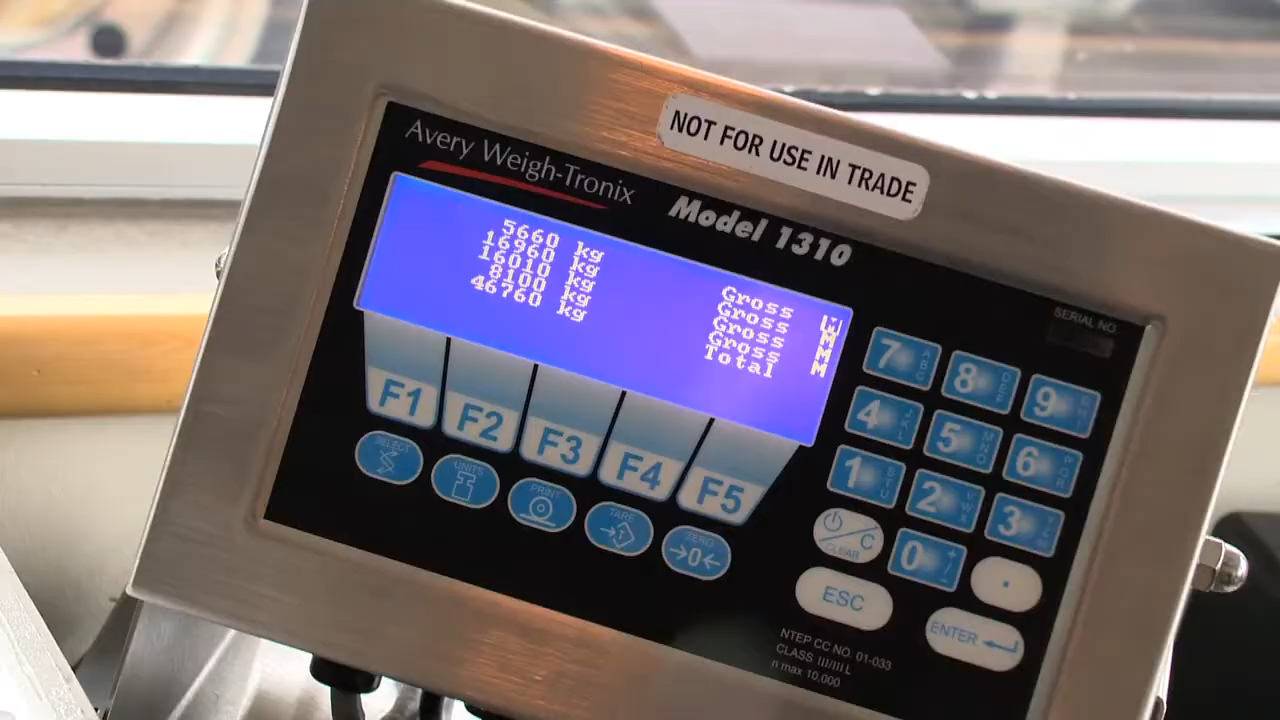 NOT FOR USE IN TRADE
Avery Weigh-Tronix
Model 1310
5660 kg Gross
16960 kg Gross M
16010 kg Gross M
8100 kg Gross M
46760 kg Total M
SERIAL NO.
F1 F2 F3 F4 F5
SELECT UNITS PRINT TARE ZERO
→T←
→0←
7 8 9
4 5 6
1 2 3
C 0 + / - .
CLEAR
ESC ENTER
NTEP CC NO. 01-033
CLASS III/III L
n max 10,000